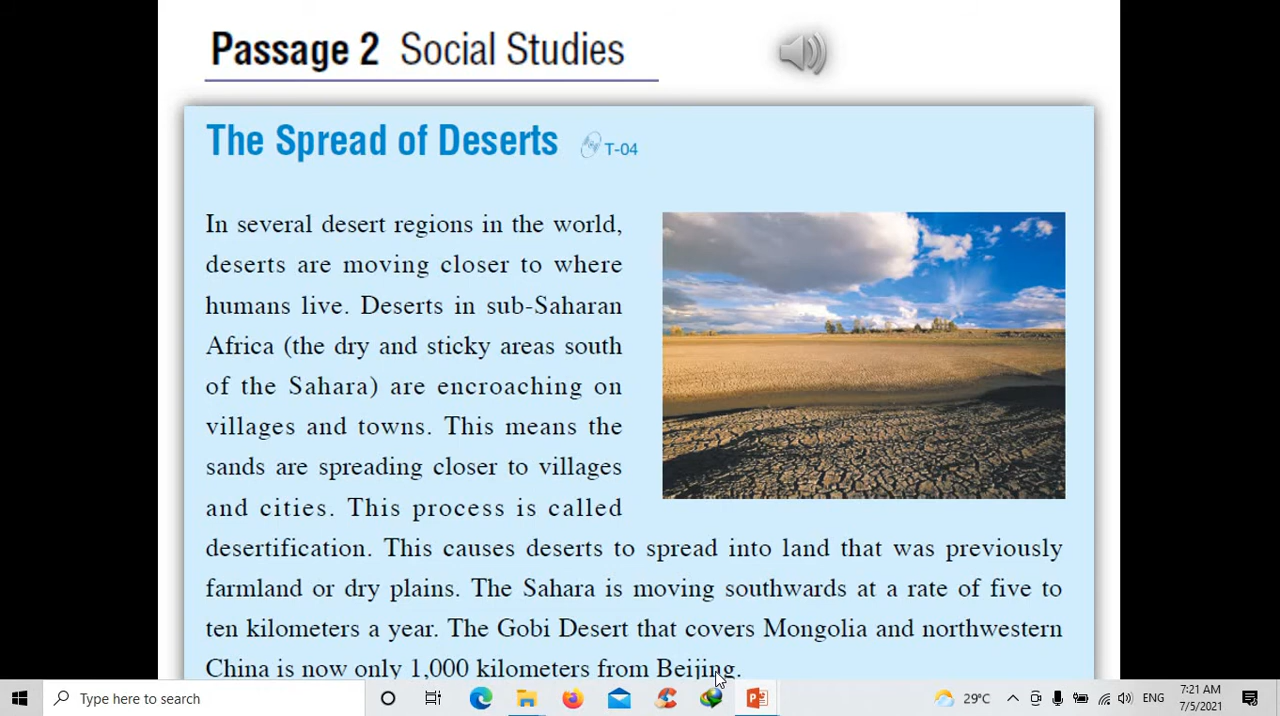 Passage 2 Social Studies
The Spread of Deserts T-04
In several desert regions in the world,
deserts are moving closer to where
humans live. Deserts in sub-Saharan
Africa (the dry and sticky areas south
of the Sahara) are encroaching on
villages and towns. This means the
sands are spreading closer to villages
and cities. This process is called
desertification. This causes deserts to spread into land that was previously
farmland or dry plains. The Sahara is moving southwards at a rate of five to
ten kilometers a year. The Gobi Desert that covers Mongolia and northwestern
China is now only 1,000 kilometers from Beijing.
Type here to search
29°C
ENG
7:21 AM
7/5/2021